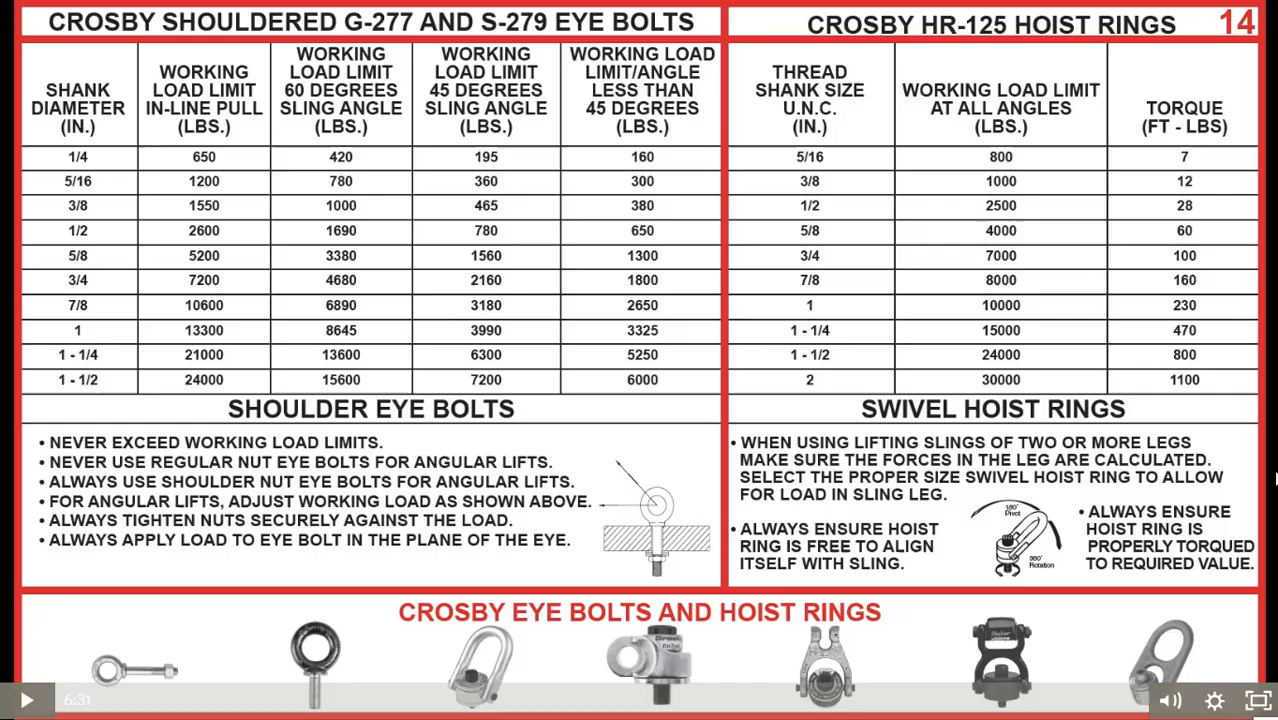 CROSBY SHOULDERED G-277 AND S-279 EYE BOLTS
SHANK DIAMETER (IN.) | WORKING LOAD LIMIT IN-LINE PULL (LBS.) | WORKING LOAD LIMIT 60 DEGREES SLING ANGLE (LBS.) | WORKING LOAD LIMIT 45 DEGREES SLING ANGLE (LBS.) | WORKING LOAD LIMIT/ANGLE LESS THAN 45 DEGREES (LBS.)
1/4 650 420 195 160
5/16 1200 780 360 300
3/8 1550 1000 465 380
1/2 2600 1690 780 650
5/8 5200 3380 1560 1300
3/4 7200 4680 2160 1800
7/8 10600 6890 3180 2650
1 13300 8645 3990 3325
1 - 1/4 21000 13600 6300 5250
1 - 1/2 24000 15600 7200 6000
SHOULDER EYE BOLTS
• NEVER EXCEED WORKING LOAD LIMITS.
• NEVER USE REGULAR NUT EYE BOLTS FOR ANGULAR LIFTS.
• ALWAYS USE SHOULDER NUT EYE BOLTS FOR ANGULAR LIFTS.
• FOR ANGULAR LIFTS, ADJUST WORKING LOAD AS SHOWN ABOVE.
• ALWAYS TIGHTEN NUTS SECURELY AGAINST THE LOAD.
• ALWAYS APPLY LOAD TO EYE BOLT IN THE PLANE OF THE EYE.
CROSBY HR-125 HOIST RINGS
14
THREAD SHANK SIZE U.N.C. (IN.) | WORKING LOAD LIMIT AT ALL ANGLES (LBS.) | TORQUE (FT - LBS)
5/16 800 7
3/8 1000 12
1/2 2500 28
5/8 4000 60
3/4 7000 100
7/8 8000 160
1 10000 230
1 - 1/4 15000 470
1 - 1/2 24000 800
2 30000 1100
SWIVEL HOIST RINGS
• WHEN USING LIFTING SLINGS OF TWO OR MORE LEGS
MAKE SURE THE FORCES IN THE LEG ARE CALCULATED.
SELECT THE PROPER SIZE SWIVEL HOIST RING TO ALLOW
FOR LOAD IN SLING LEG.
• ALWAYS ENSURE HOIST
RING IS FREE TO ALIGN
ITSELF WITH SLING.
180°
Pivot
360°
Rotation
• ALWAYS ENSURE
HOIST RING IS
PROPERLY TORQUED
TO REQUIRED VALUE.
CROSBY EYE BOLTS AND HOIST RINGS
6:31